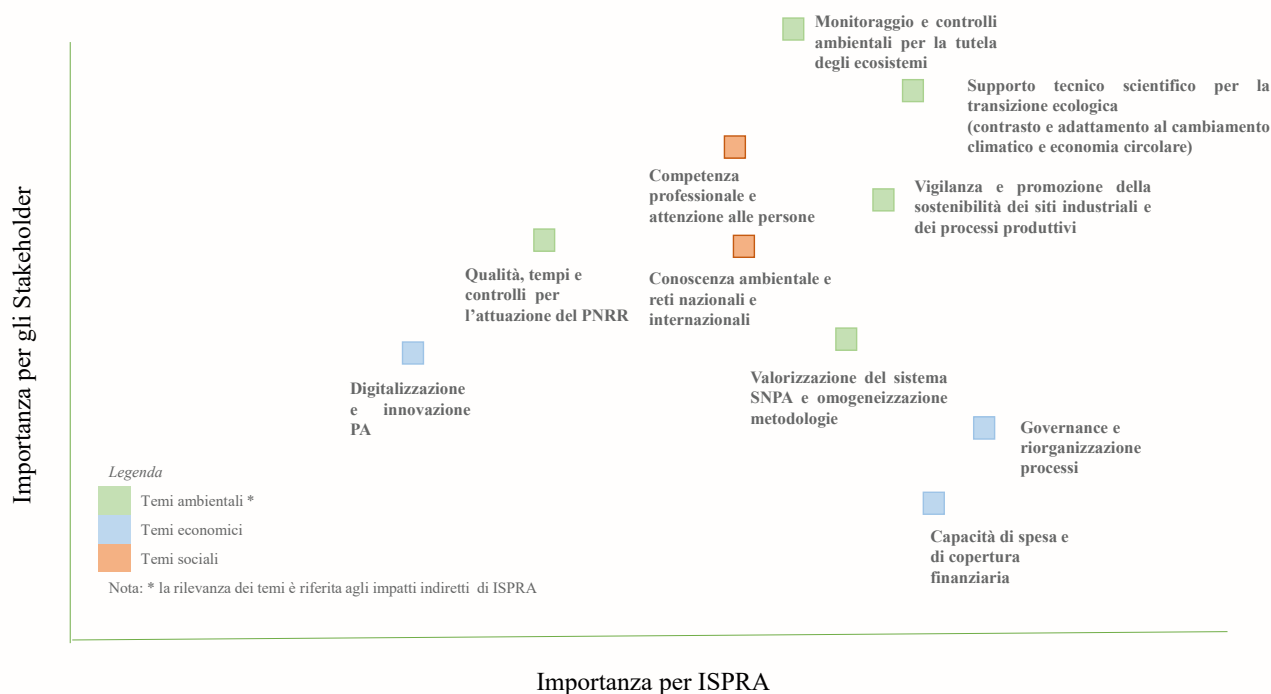 Monitoraggio e controlli
ambientali per la tutela
degli ecosistemi
Supporto tecnico scientifico per la
transizione ecologica
(contrasto e adattamento al cambiamento
climatico e economia circolare)
Competenza
professionale e
attenzione alle persone
Vigilanza e promozione della
sostenibilità dei siti industriali e
dei processi produttivi
Qualità, tempi e
controlli per
l’attuazione del PNRR
Conoscenza ambientale e
reti nazionali e
internazionali
Digitalizzazione
e innovazione
PA
Valorizzazione del sistema
SNPA e omogeneizzazione
metodologie
Governance e
riorganizzazione
processi
Capacità di spesa e
di copertura
finanziaria
Importanza per gli Stakeholder
Legenda
Temi ambientali *
Temi economici
Temi sociali
Nota: * la rilevanza dei temi è riferita agli impatti indiretti di ISPRA
Importanza per ISPRA